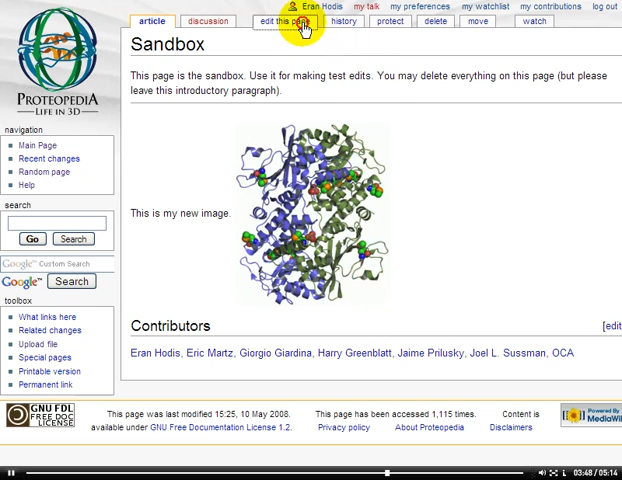 Eran Hodis my talk my preferences my watchlist my contributions log out
article discussion edit this page history protect delete move watch
Sandbox
This page is the sandbox. Use it for making test edits. You may delete everything on this page (but please
leave this introductory paragraph).
PROTEOPEDIA
LIFE IN 3D
navigation
Main Page
Recent changes
Random page
Help
search
Go Search
Google™ Custom Search
Google™ Search
toolbox
What links here
Related changes
Upload file
Special pages
Printable version
Permanent link
This is my new image.
Contributors [edit
Eran Hodis, Eric Martz, Giorgio Giardina, Harry Greenblatt, Jaime Prilusky, Joel L. Sussman, OCA
GNU FDL
FREE DOC
LICENSE
This page was last modified 15:25, 10 May 2008. This page has been accessed 1,115 times. Content is
available under GNU Free Documentation License 1.2. Privacy policy About Proteopedia Disclaimers
Powered By
MediaWi
03:48 / 05:14